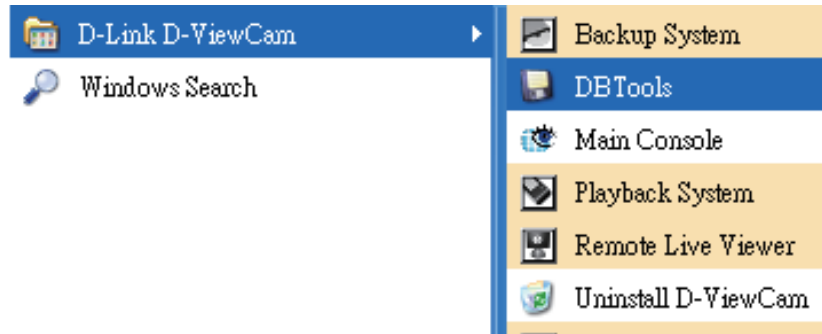 D-Link D-ViewCam
Windows Search
Backup System
DBTools
Main Console
Playback System
Remote Live Viewer
Uninstall D-ViewCam